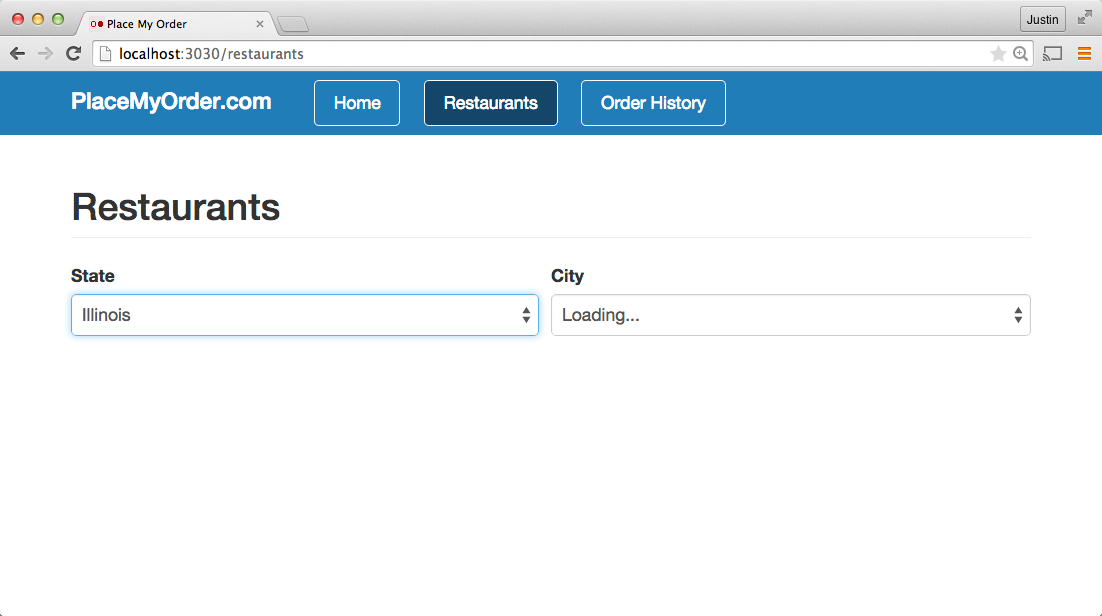 Place My Order
Justin
localhost:3030/restaurants
PlaceMyOrder.com
Home
Restaurants
Order History
Restaurants
State
City
Illinois
Loading...